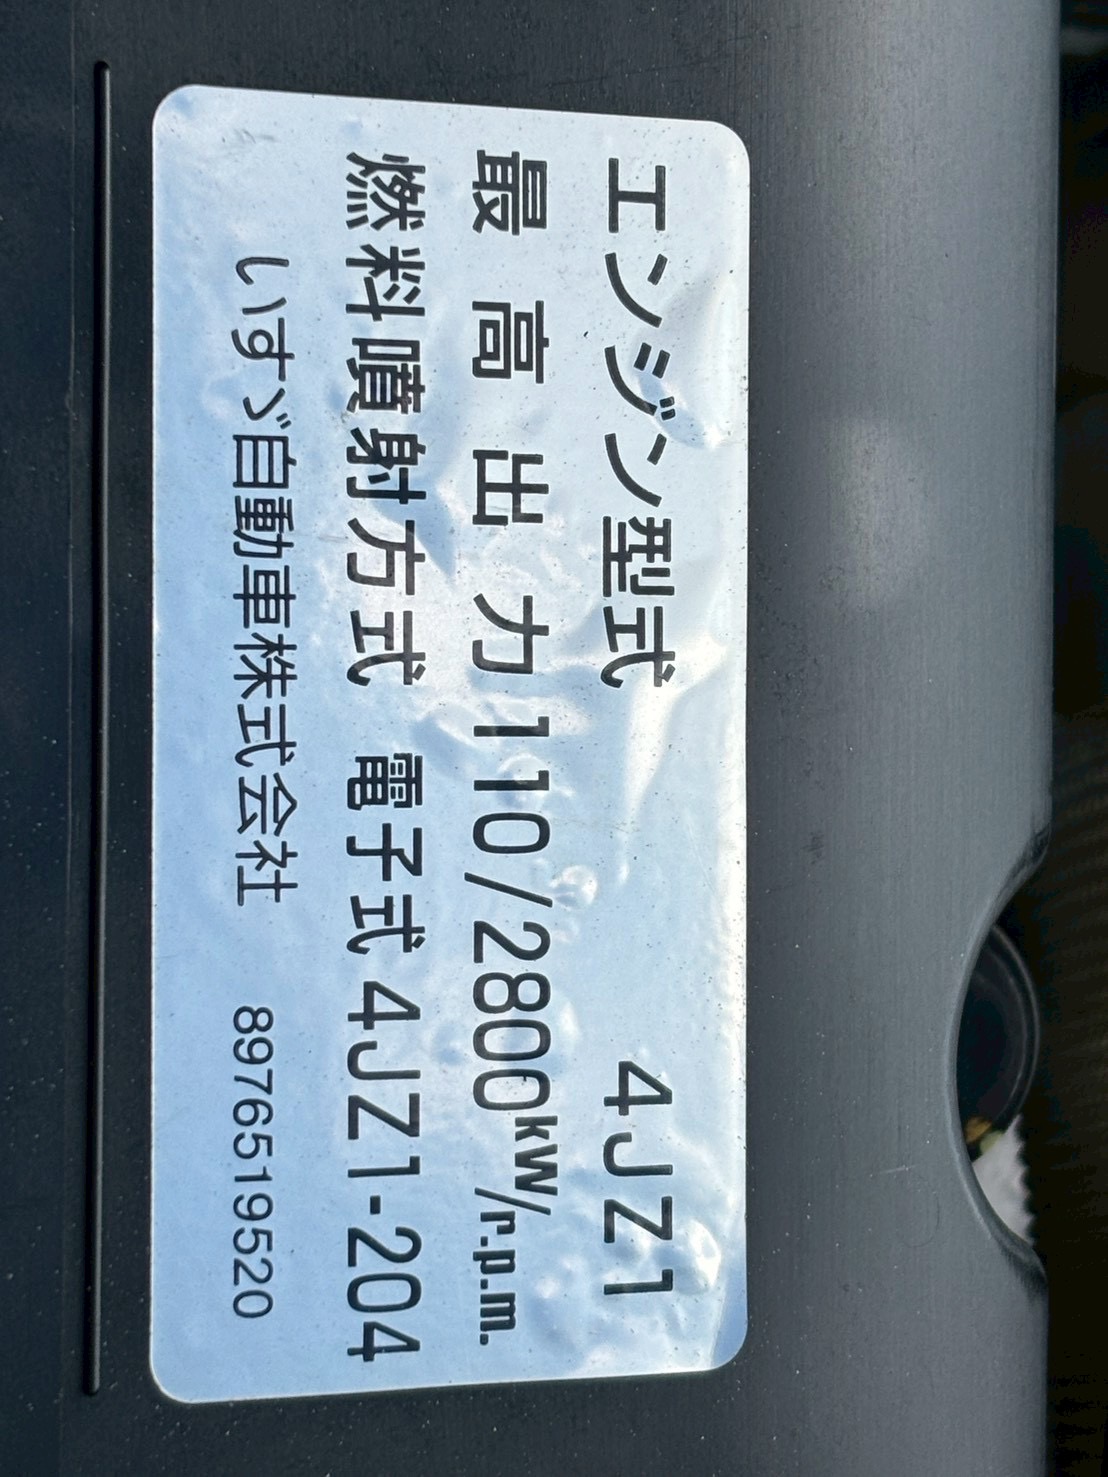 エンジン型式 4JZ1
最高出力 110/2800kW/r.p.m.
燃料噴射方式 電子式 4JZ1-204
いすゞ自動車株式会社 8976519520